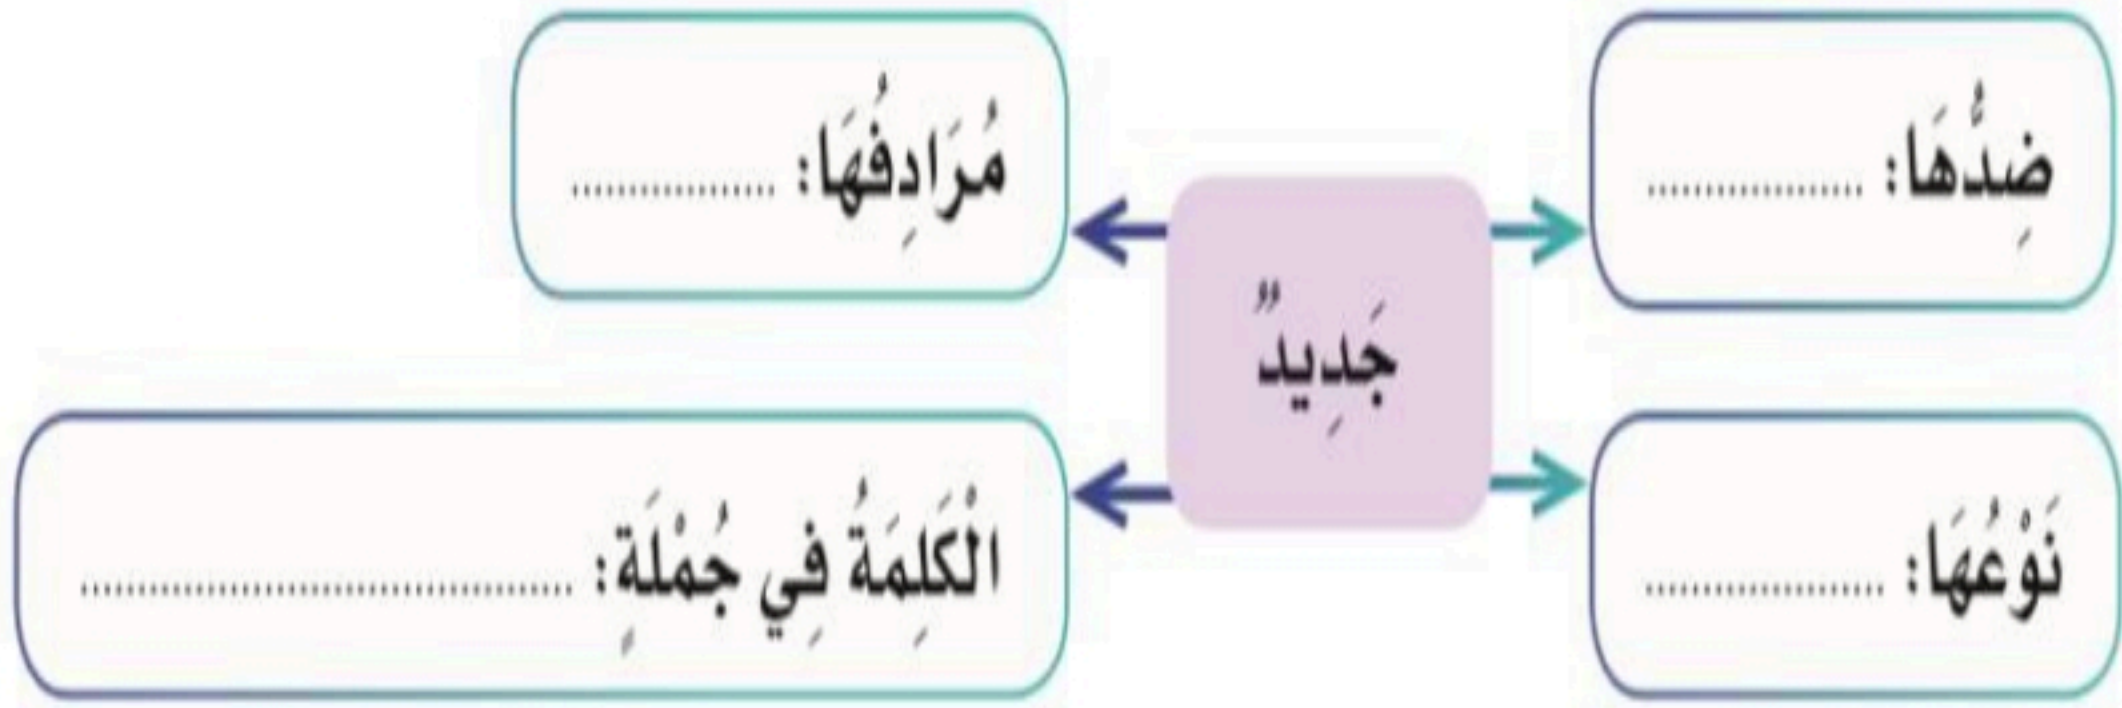 ضِدُّهَا: ..................
مُرَادِفُهَا: .................
جَدِيدٌ
نَوْعُهَا: ....................
الْكَلِمَةُ فِي جُمْلَةٍ: ..........................................